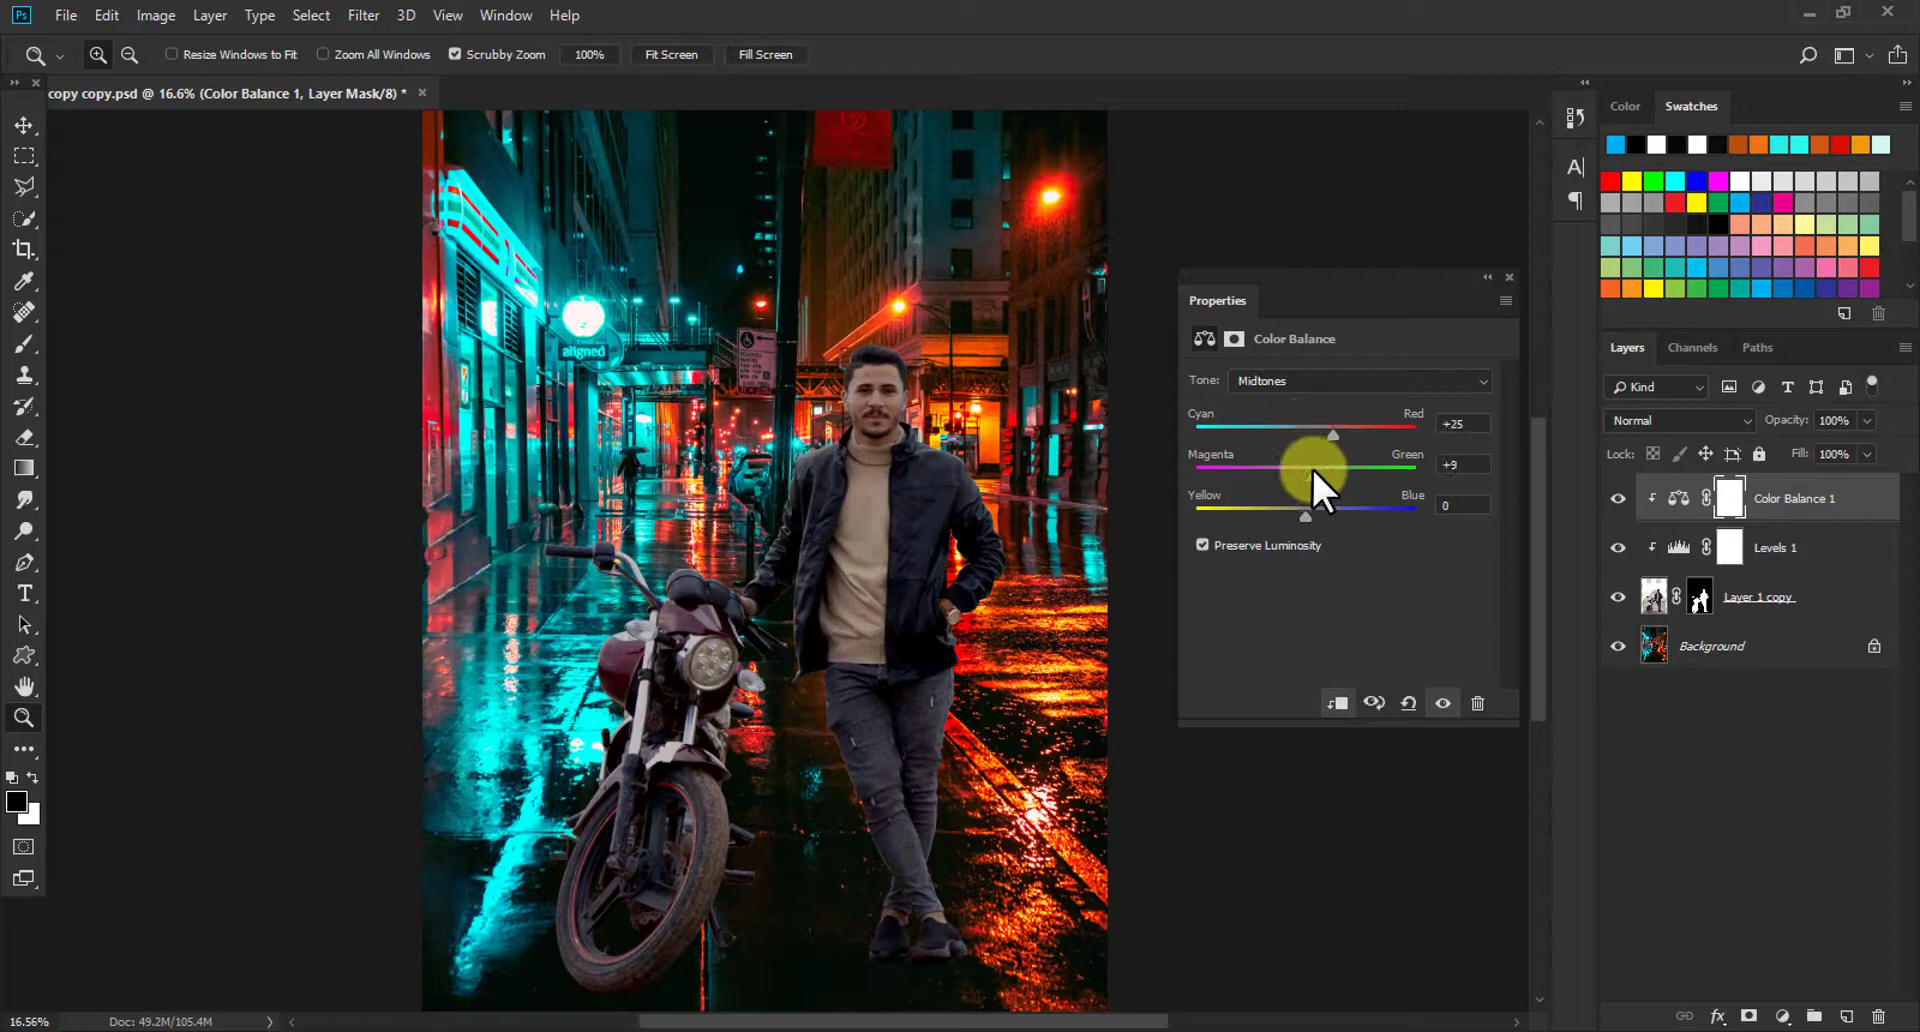 Ps File Edit Image Layer Type Select Filter 3D View Window Help
Resize Windows to Fit Zoom All Windows Scrubby Zoom 100% Fit Screen Fill Screen
copy copy.psd @ 16.6% (Color Balance 1, Layer Mask/8) *
aligned
Properties
Color Balance
Tone: Midtones
Cyan Red +25
Magenta Green +9
Yellow Blue 0
Preserve Luminosity
Color Swatches
Layers Channels Paths
Kind
Normal Opacity: 100%
Lock: Fill: 100%
Color Balance 1
Levels 1
Layer 1 copy
Background
16.56% Doc: 49.2M/105.4M